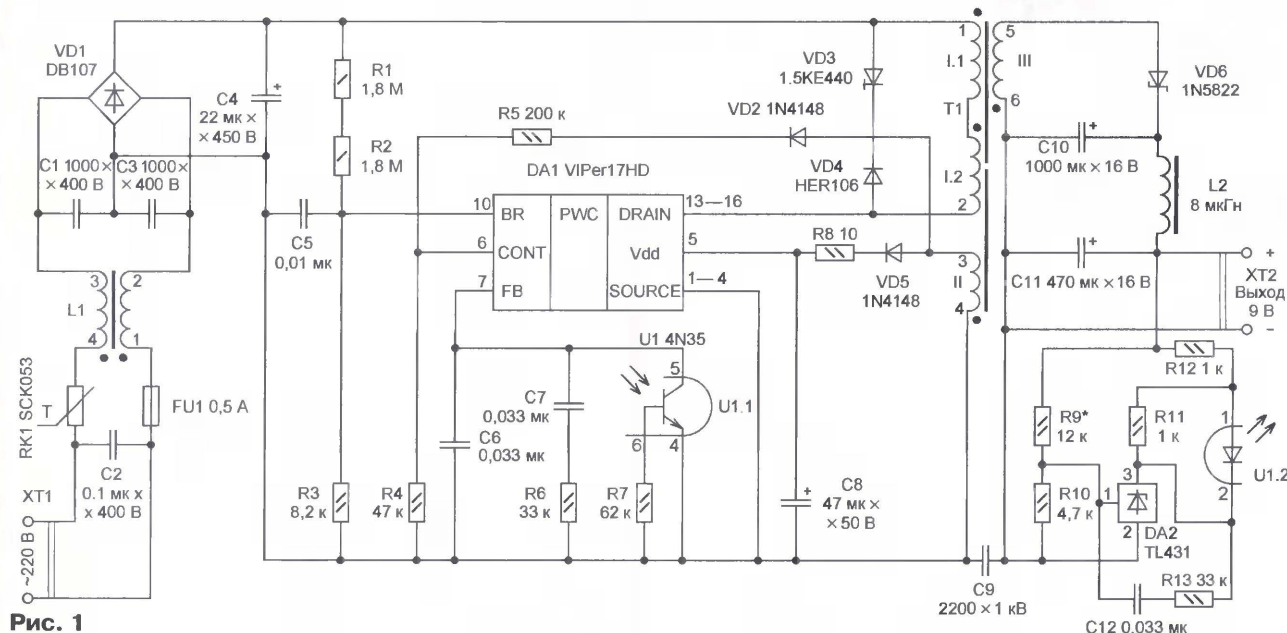 VD1
DB107
C4
22 мк ×
× 450 В
C1 1000×
× 400 В
C3 1000×
× 400 В
3
2
L1
4
1
RK1 SCK053
T
FU1 0,5 А
C2
0.1 мк х
х 400 В
XT1
~220 В
Рис. 1
R1
1,8 М
R2
1,8 М
C5
0,01 мк
R3
8,2 к
R4
47 к
R5 200 к
VD2 1N4148
DA1 VIPer17HD
10
BR
PWC
DRAIN
13—16
6
CONT
Vdd
5
7
FB
SOURCE
1— 4
R8 10
VD5
1N4148
VD3
1.5KE440
VD4
HER106
U1 4N35
5
U1.1
6
4
C7
0,033 мк
C6
0,033 мк
R6
33 к
R7
62 к
C8
47 мк ×
× 50 В
1
I.1
T1
I.2
2
3
II
4
5
III
6
VD6
1N5822
C10
1000 мк × 16 В
L2
8 мкГн
C11 470 мк × 16 В
+
XT2
Выход
9 В
−
R12 1 к
R9*
12 к
R11
1 к
1
U1.2
2
R10
4,7 к
1
3
2
DA2
TL431
C9
2200 × 1 кВ
R13 33 к
C12 0,033 мк